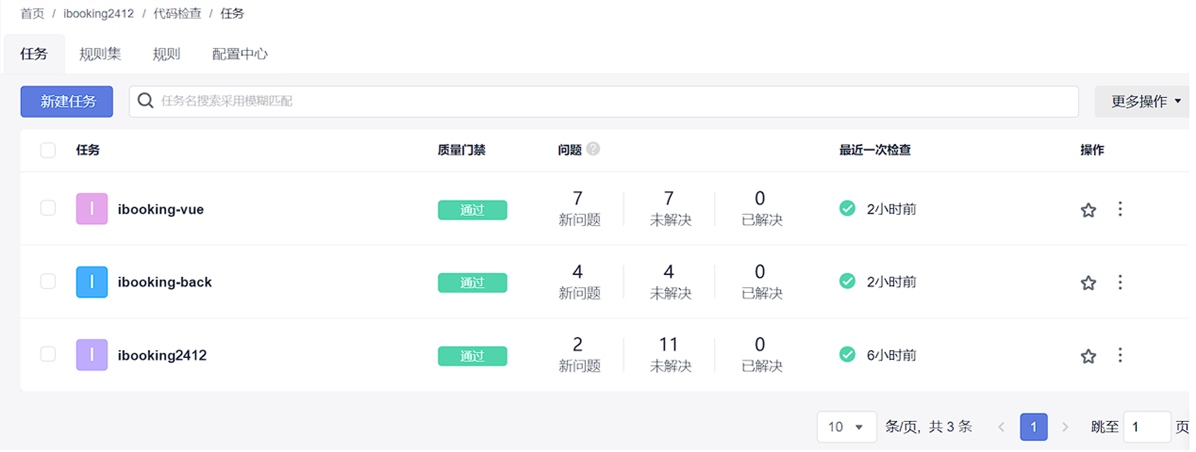 首页 / ibooking2412 / 代码检查 / 任务
任务 规则集 规则 配置中心
新建任务 任务名搜索采用模糊匹配 更多操作
任务 质量门禁 问题 ? 最近一次检查 操作
I ibooking-vue 通过 7 新问题 7 未解决 0 已解决 2小时前
I ibooking-back 通过 4 新问题 4 未解决 0 已解决 2小时前
I ibooking2412 通过 2 新问题 11 未解决 0 已解决 6小时前
10 条/页, 共 3 条 1 跳至 1 页